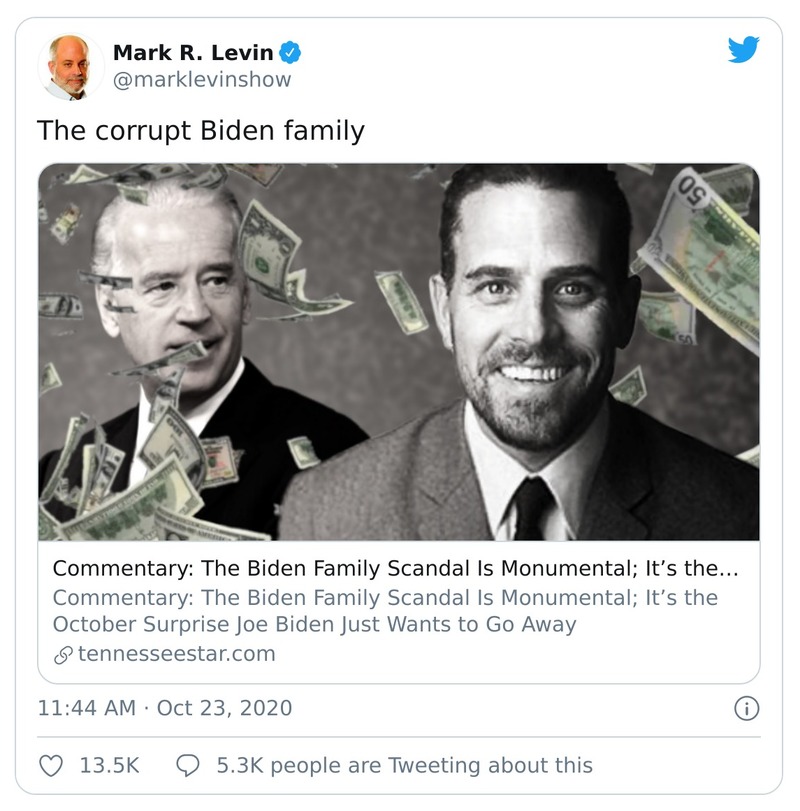 Mark R. Levin
@marklevinshow
The corrupt Biden family
50
50
Commentary: The Biden Family Scandal Is Monumental; It’s the…
Commentary: The Biden Family Scandal Is Monumental; It’s the
October Surprise Joe Biden Just Wants to Go Away
tennesseestar.com
11:44 AM · Oct 23, 2020
13.5K 5.3K people are Tweeting about this